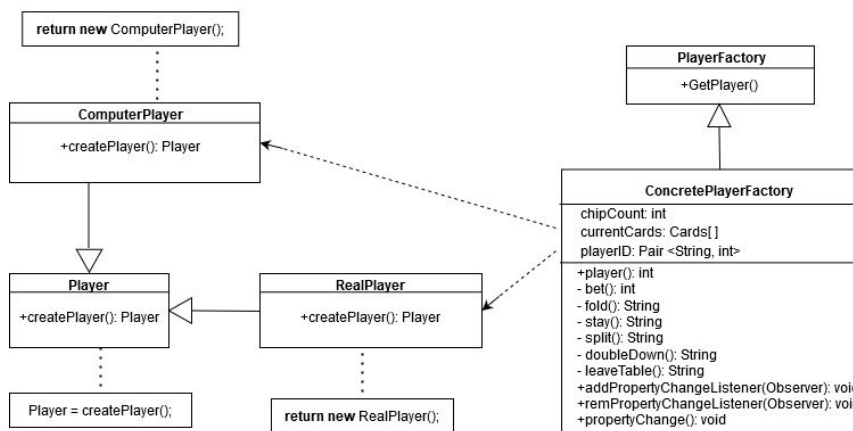 return new ComputerPlayer();
PlayerFactory
+GetPlayer()
ComputerPlayer
+createPlayer(): Player
ConcretePlayerFactory
chipCount: int
currentCards: Cards[ ]
playerID: Pair <String, int>
+player(): int
- bet(): int
- fold(): String
- stay(): String
- split(): String
- doubleDown(): String
- leaveTable(): String
+addPropertyChangeListener(Observer): void
+remPropertyChangeListener(Observer): void
+propertyChange(): void
Player
+createPlayer(): Player
RealPlayer
+createPlayer(): Player
Player = createPlayer();
return new RealPlayer();